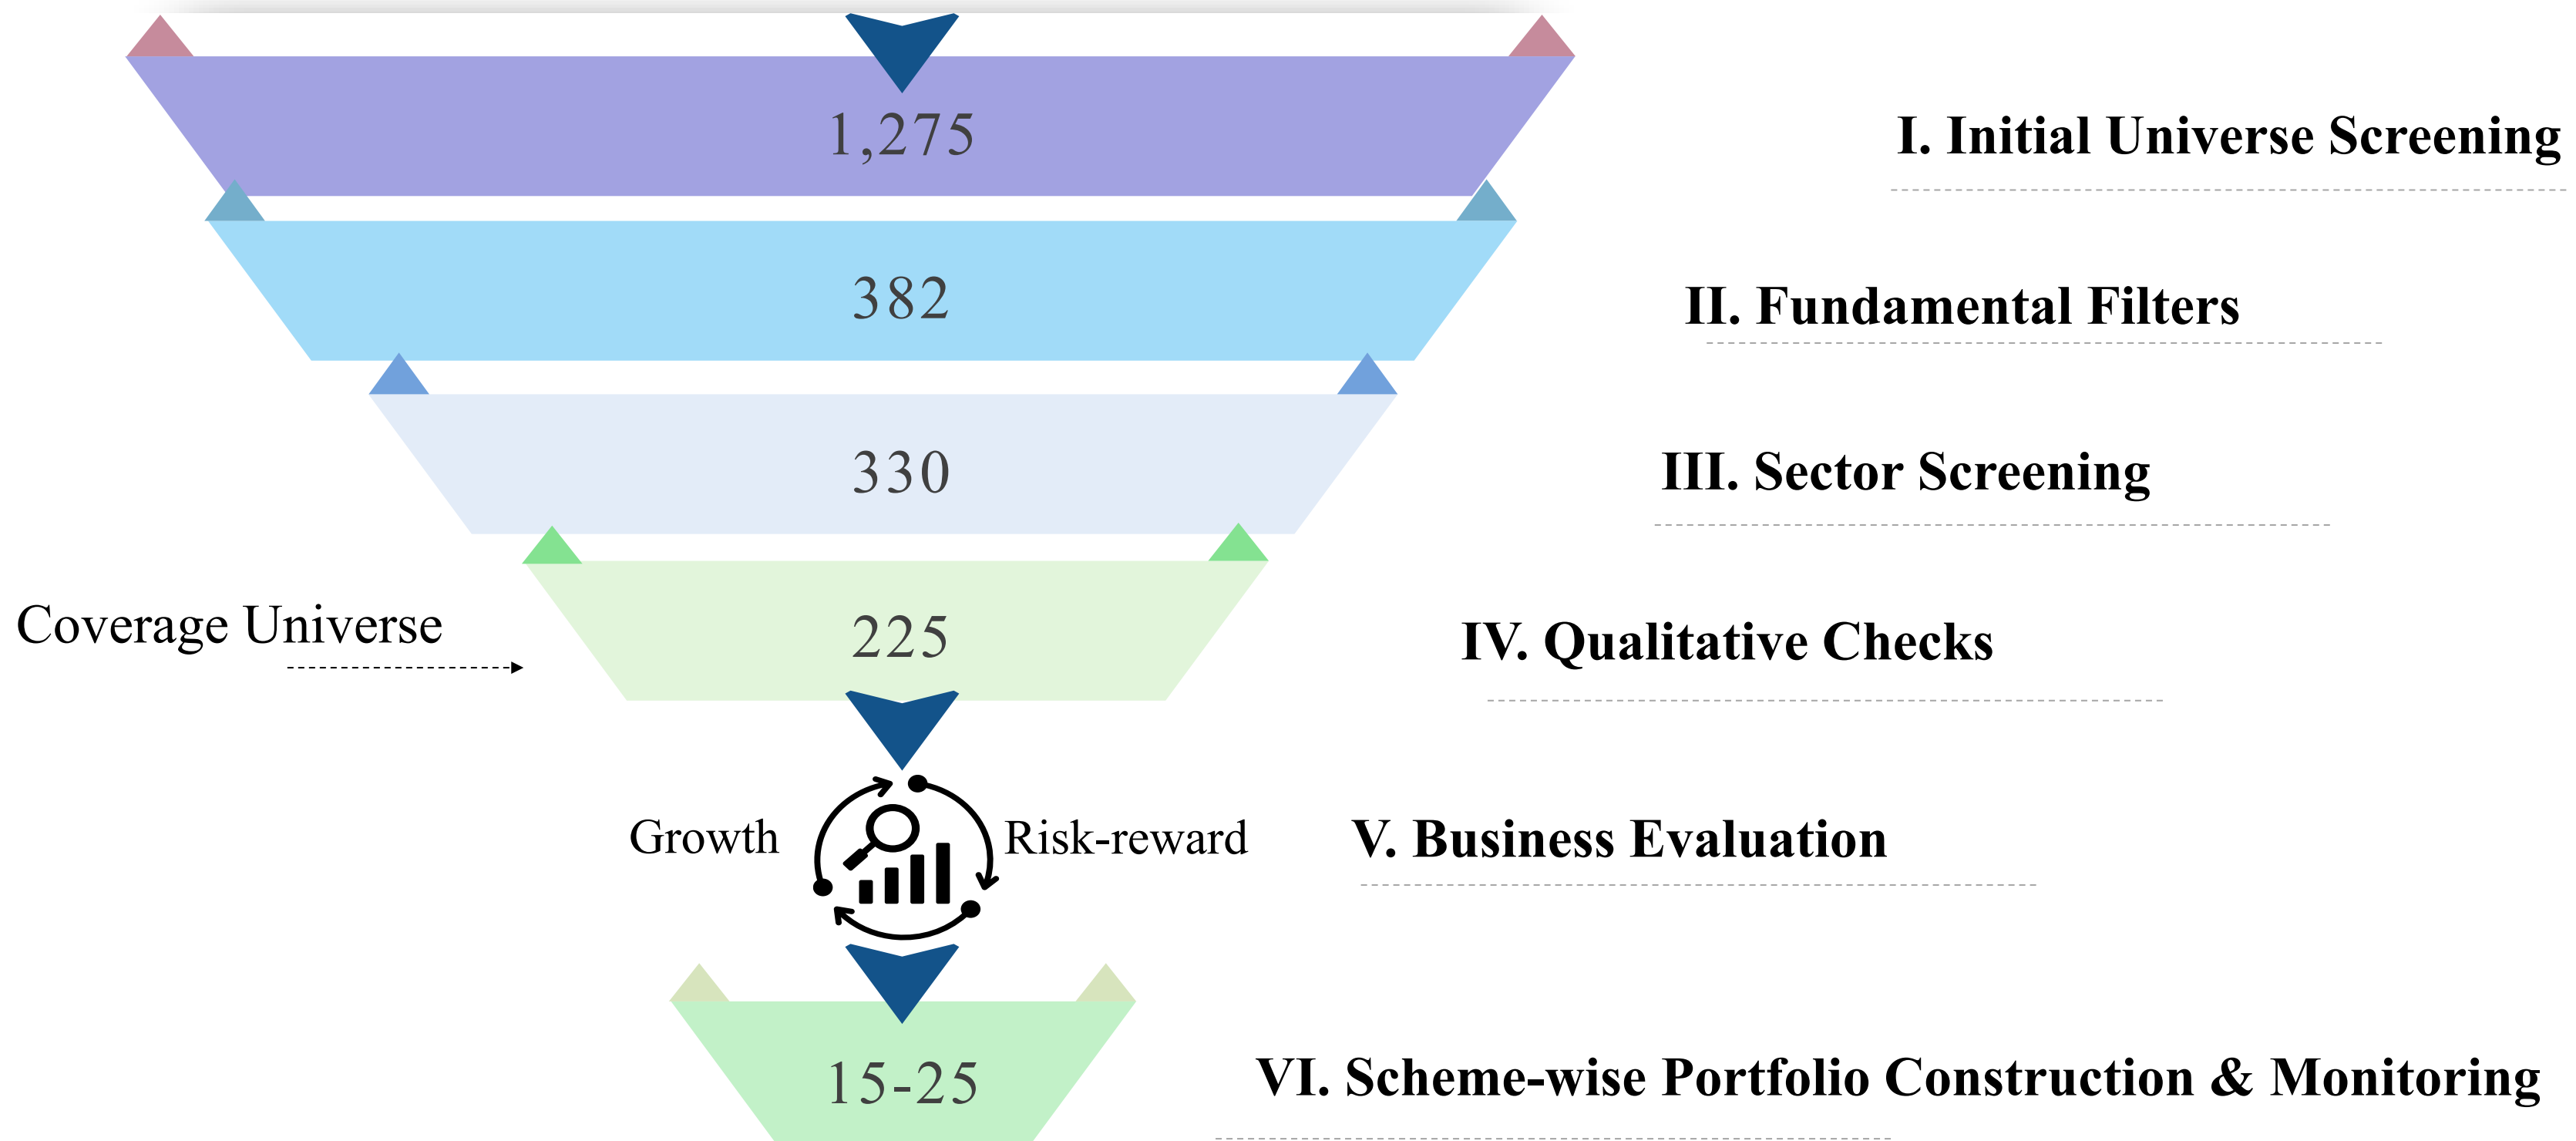 1,275
I. Initial Universe Screening
382
II. Fundamental Filters
330
III. Sector Screening
Coverage Universe
225
IV. Qualitative Checks
Growth
Risk-reward
V. Business Evaluation
15-25
VI. Scheme-wise Portfolio Construction & Monitoring